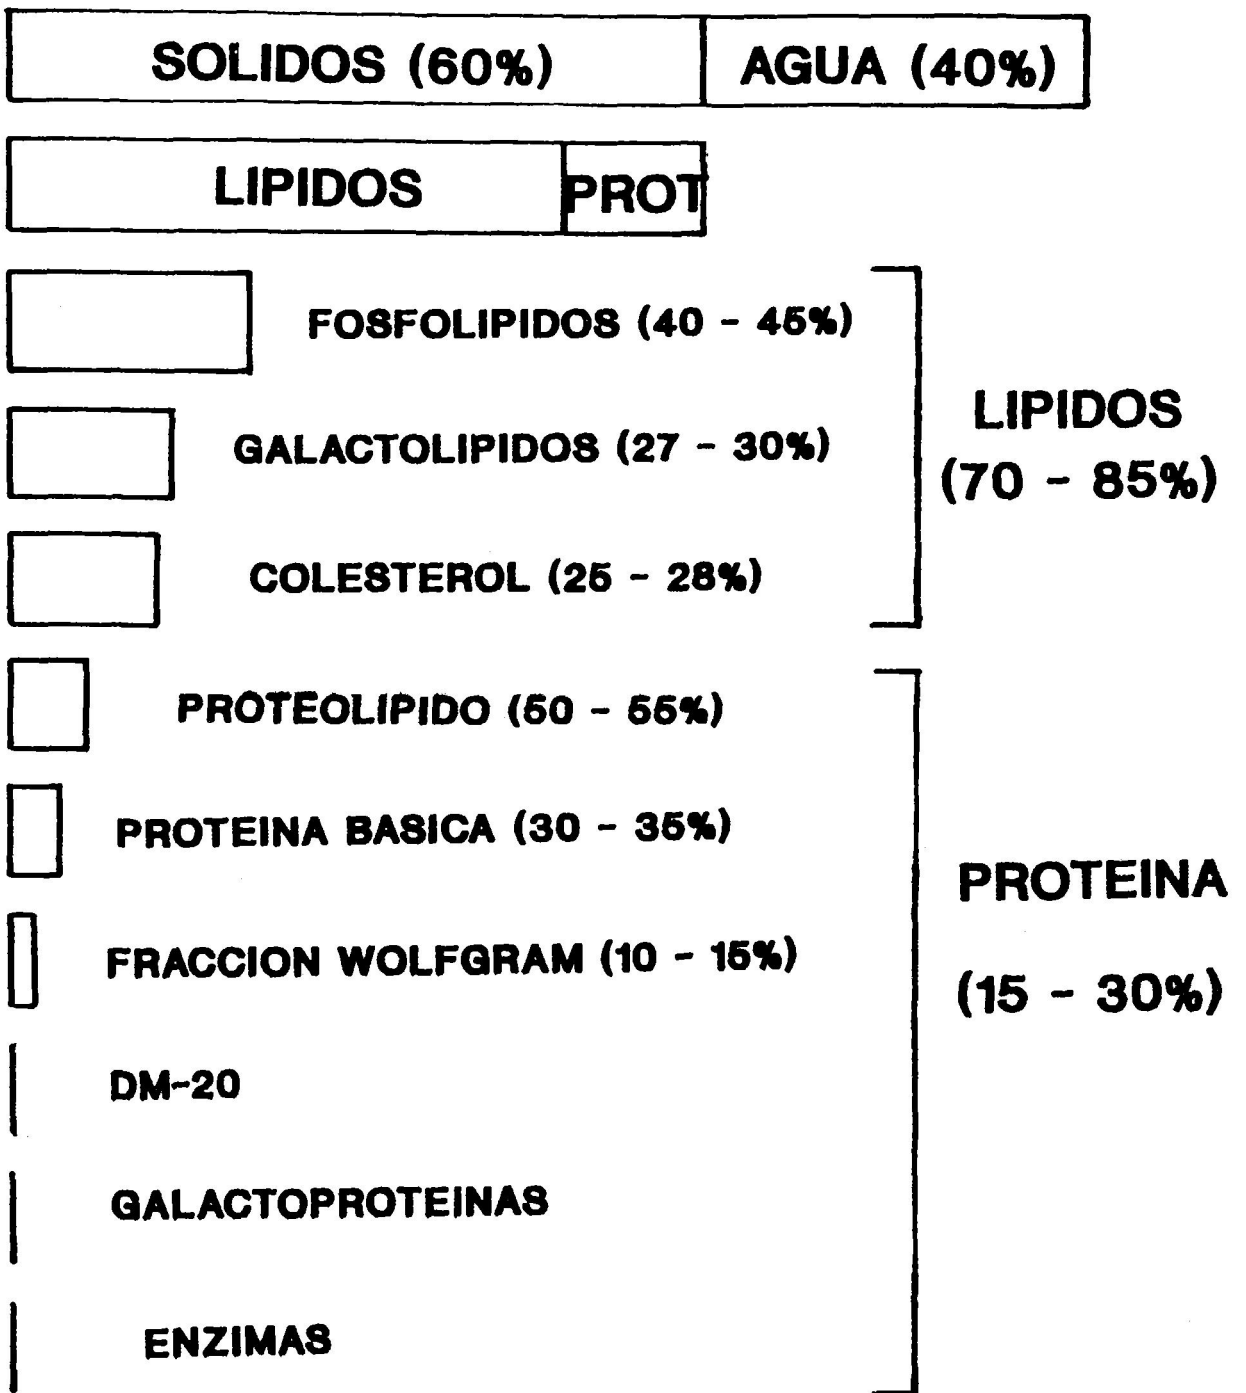 SOLIDOS (60%)
AGUA (40%)
LIPIDOS
PROT
FOSFOLIPIDOS (40 - 45%)
GALACTOLIPIDOS (27 - 30%)
COLESTEROL (25 - 28%)
LIPIDOS
(70 - 85%)
PROTEOLIPIDO (50 - 55%)
PROTEINA BASICA (30 - 35%)
FRACCION WOLFGRAM (10 - 15%)
DM-20
GALACTOPROTEINAS
ENZIMAS
PROTEINA
(15 - 30%)